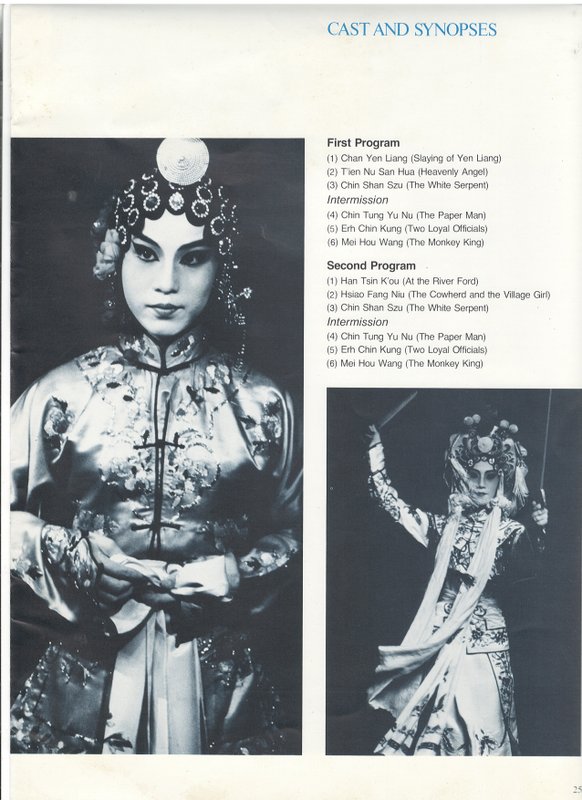 CAST AND SYNOPSES
First Program
(1) Chan Yen Liang (Slaying of Yen Liang)
(2) T'ien Nu San Hua (Heavenly Angel)
(3) Chin Shan Szu (The White Serpent)
Intermission
(4) Chin Tung Yu Nu (The Paper Man)
(5) Erh Chin Kung (Two Loyal Officials)
(6) Mei Hou Wang (The Monkey King)
Second Program
(1) Han Tsin K'ou (At the River Ford)
(2) Hsiao Fang Niu (The Cowherd and the Village Girl)
(3) Chin Shan Szu (The White Serpent)
Intermission
(4) Chin Tung Yu Nu (The Paper Man)
(5) Erh Chin Kung (Two Loyal Officials)
(6) Mei Hou Wang (The Monkey King)